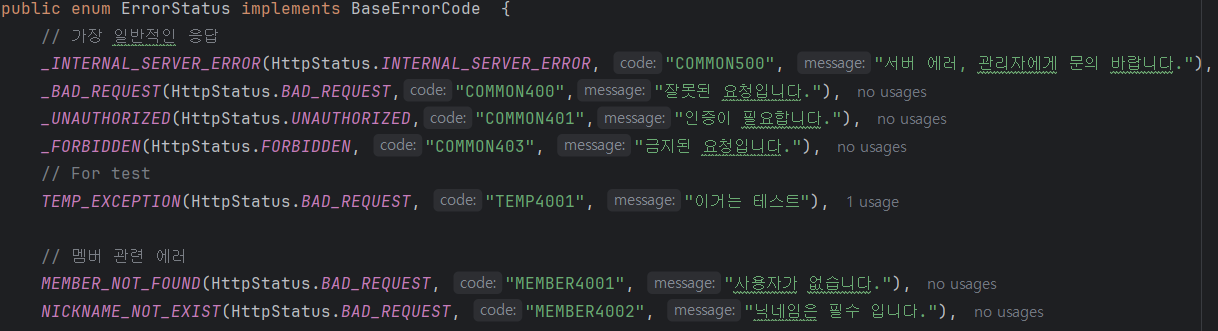 public enum ErrorStatus implements BaseErrorCode  {
// 가장 일반적인 응답
_INTERNAL_SERVER_ERROR(HttpStatus.INTERNAL_SERVER_ERROR, code: "COMMON500", message: "서버 에러, 관리자에게 문의 바랍니다."),
_BAD_REQUEST(HttpStatus.BAD_REQUEST, code: "COMMON400", message: "잘못된 요청입니다."), no usages
_UNAUTHORIZED(HttpStatus.UNAUTHORIZED, code: "COMMON401", message: "인증이 필요합니다."), no usages
_FORBIDDEN(HttpStatus.FORBIDDEN, code: "COMMON403", message: "금지된 요청입니다."), no usages
// For test
TEMP_EXCEPTION(HttpStatus.BAD_REQUEST, code: "TEMP4001", message: "이거는 테스트"), 1 usage
// 멤버 관련 에러
MEMBER_NOT_FOUND(HttpStatus.BAD_REQUEST, code: "MEMBER4001", message: "사용자가 없습니다."), no usages
NICKNAME_NOT_EXIST(HttpStatus.BAD_REQUEST, code: "MEMBER4002", message: "닉네임은 필수 입니다."), no usages